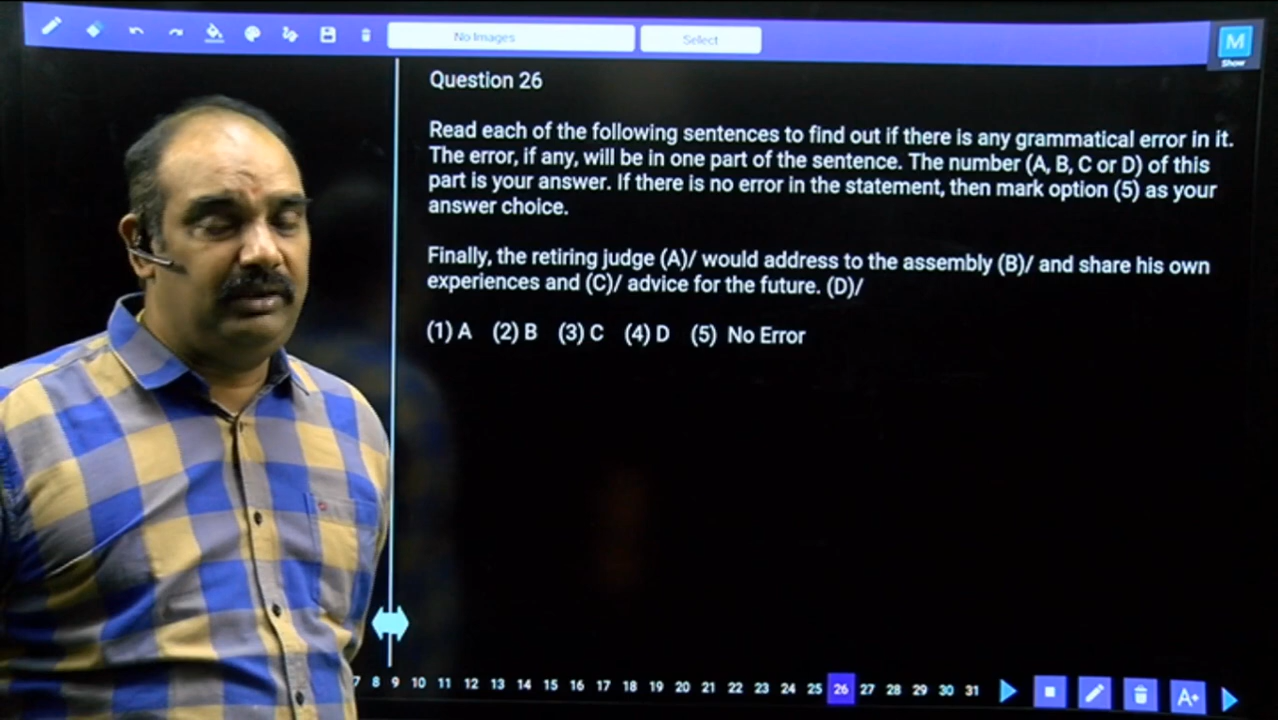 No Images
Select
M
Show
Question 26
Read each of the following sentences to find out if there is any grammatical error in it.
The error, if any, will be in one part of the sentence. The number (A, B, C or D) of this
part is your answer. If there is no error in the statement, then mark option (5) as your
answer choice.
Finally, the retiring judge (A)/ would address to the assembly (B)/ and share his own
experiences and (C)/ advice for the future. (D)/
(1) A (2) B (3) C (4) D (5) No Error
7 8 9 10 11 12 13 14 15 16 17 18 19 20 21 22 23 24 25 26 27 28 29 30 31
A+